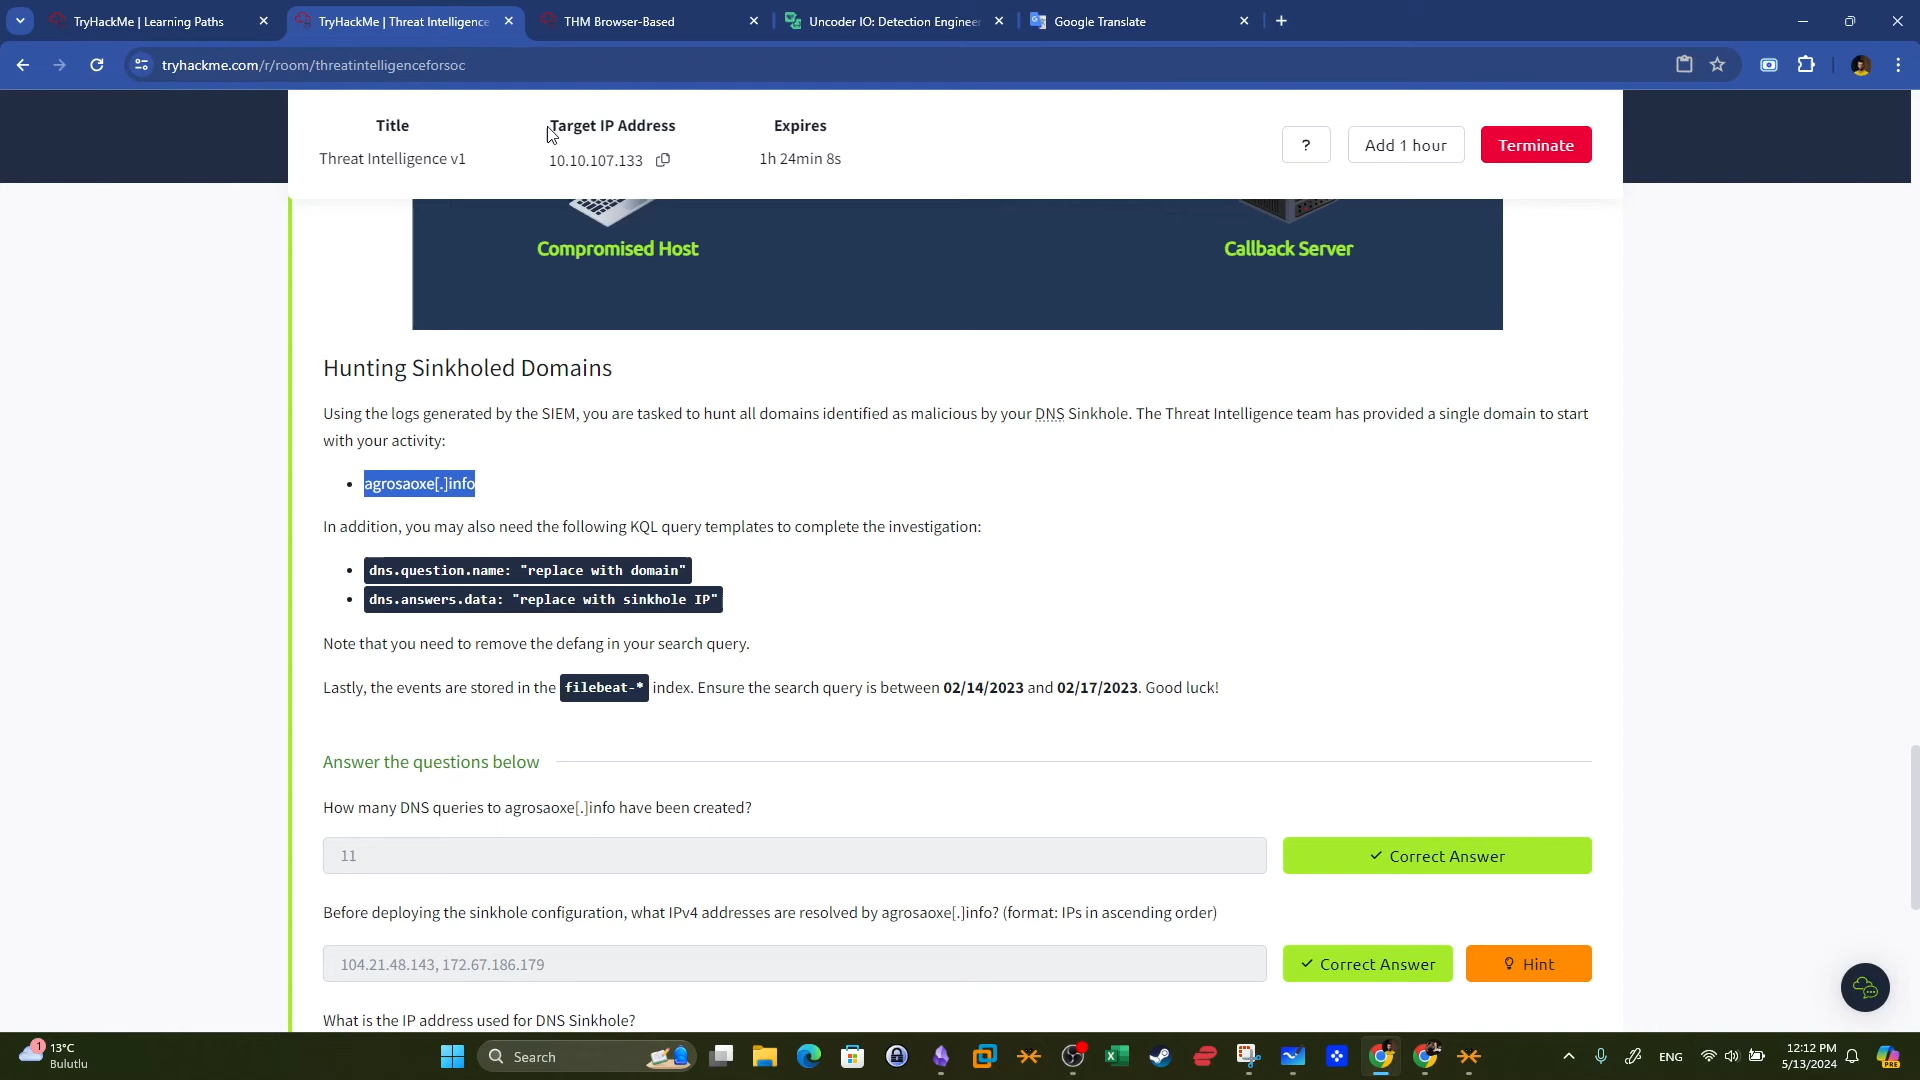 TryHackMe | Learning Paths
TryHackMe | Threat Intelligence
THM Browser-Based
Uncoder IO: Detection Engineer
Google Translate
tryhackme.com/r/room/threatintelligenceforsoc
Title
Target IP Address
Expires
Threat Intelligence v1
10.10.107.133
1h 24min 8s
?
Add 1 hour
Terminate
Compromised Host
Callback Server
Hunting Sinkholed Domains
Using the logs generated by the SIEM, you are tasked to hunt all domains identified as malicious by your DNS Sinkhole. The Threat Intelligence team has provided a single domain to start
with your activity:
• agrosaoxe[.]info
In addition, you may also need the following KQL query templates to complete the investigation:
• dns.question.name: "replace with domain"
• dns.answers.data: "replace with sinkhole IP"
Note that you need to remove the defang in your search query.
Lastly, the events are stored in the filebeat-* index. Ensure the search query is between 02/14/2023 and 02/17/2023. Good luck!
Answer the questions below
How many DNS queries to agrosaoxe[.]info have been created?
11
Correct Answer
Before deploying the sinkhole configuration, what IPv4 addresses are resolved by agrosaoxe[.]info? (format: IPs in ascending order)
104.21.48.143, 172.67.186.179
Correct Answer
Hint
What is the IP address used for DNS Sinkhole?
1
13°C
Bulutlu
Search
ENG
12:12 PM
5/13/2024
PRE